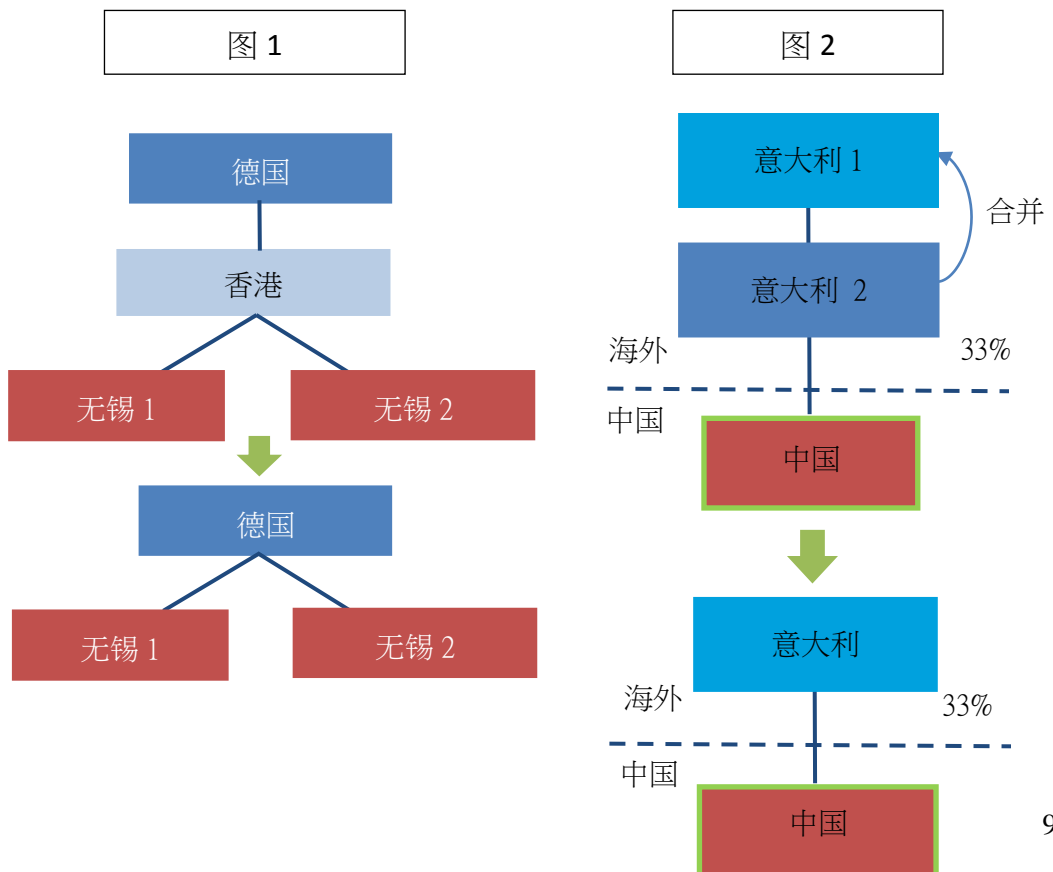 图 1
德国
香港
无锡 1
无锡 2
德国
无锡 1
无锡 2
图 2
意大利 1
合并
意大利 2
海外
33%
中国
中国
意大利
海外
33%
中国
中国
9